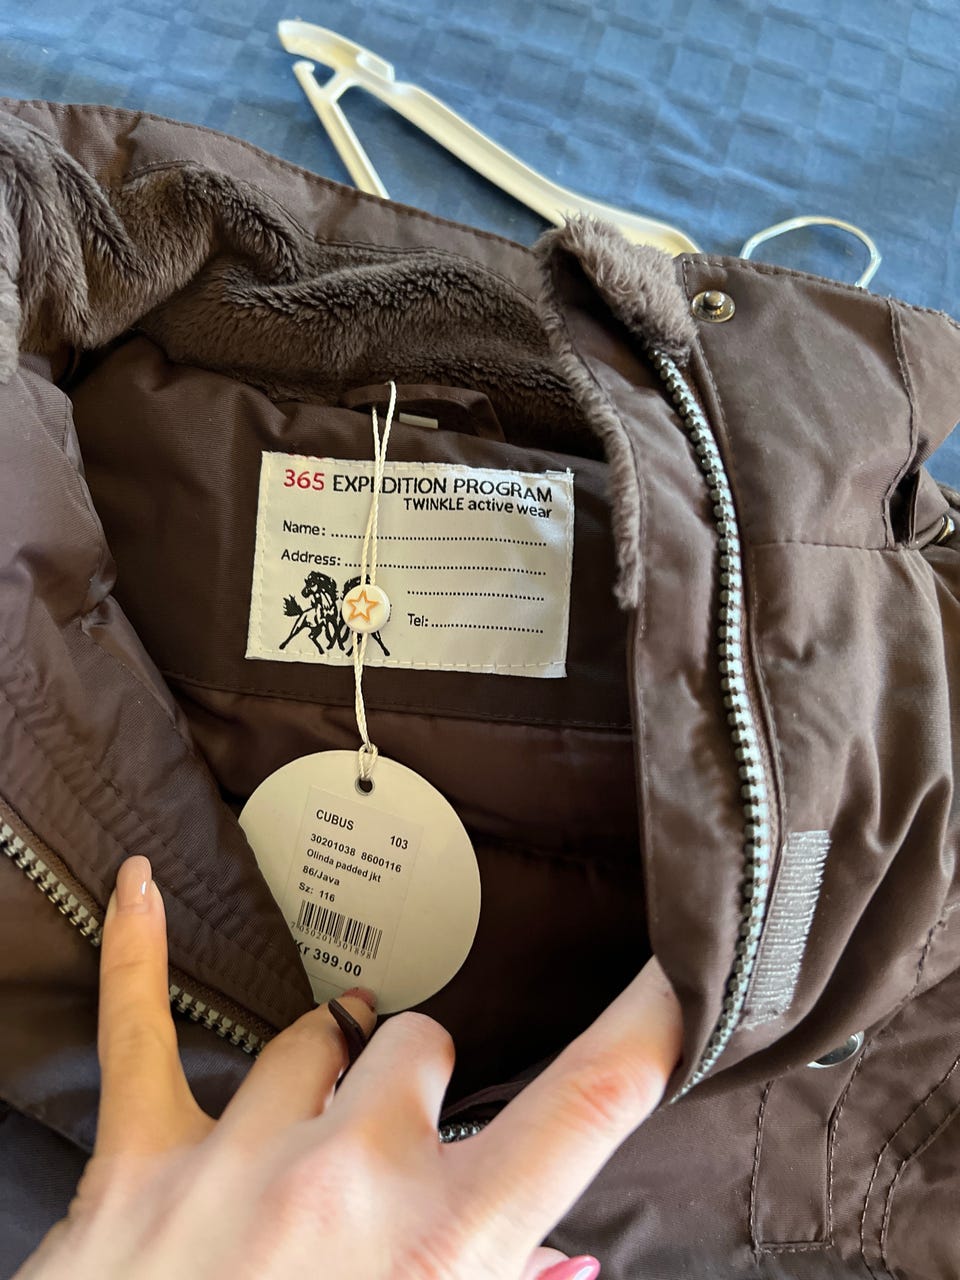 365 EXPEDITION PROGRAM
TWINKLE active wear
Name: ........................................
Address: ........................................
........................................
Tel: ........................................
CUBUS 103
30201038 8600116
Olinda padded jkt
86/Java
Sz: 116
7050201301898
Kr 399.00